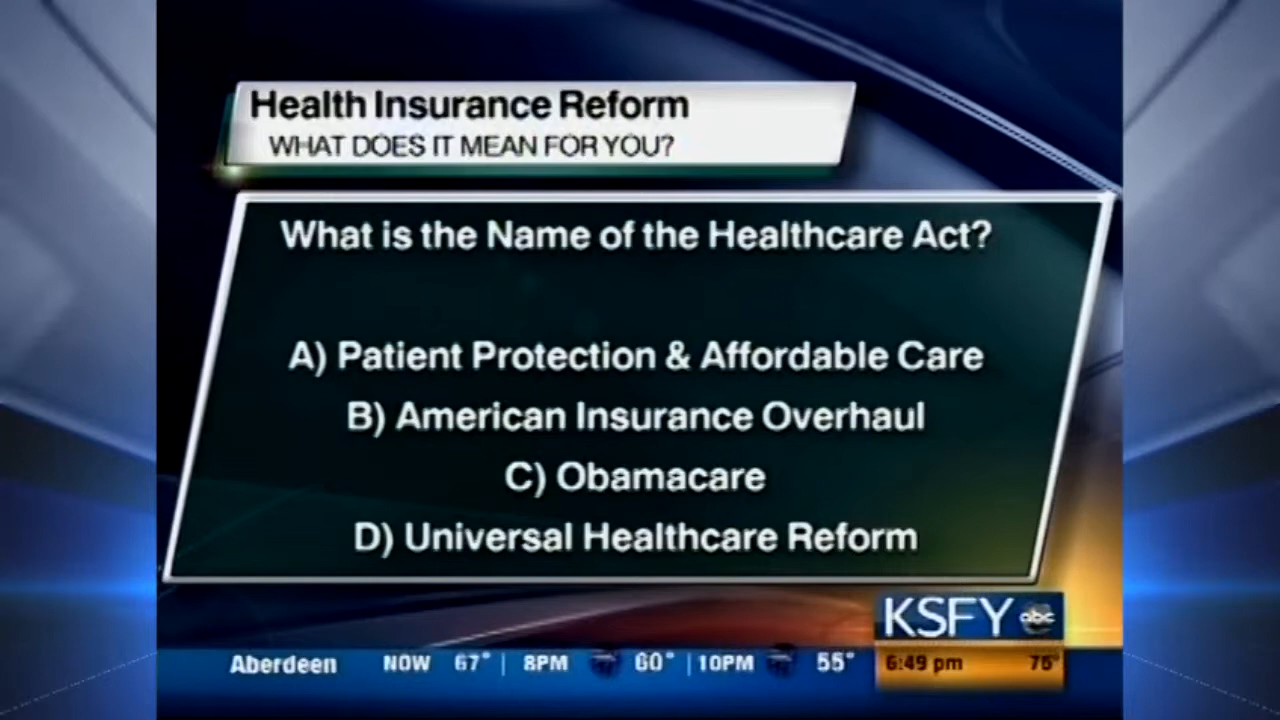 Health Insurance Reform
WHAT DOES IT MEAN FOR YOU?
What is the Name of the Healthcare Act?
A) Patient Protection & Affordable Care
B) American Insurance Overhaul
C) Obamacare
D) Universal Healthcare Reform
KSFY abc
Aberdeen NOW 67° | 8PM 60° | 10PM 55°
6:49 pm 76°